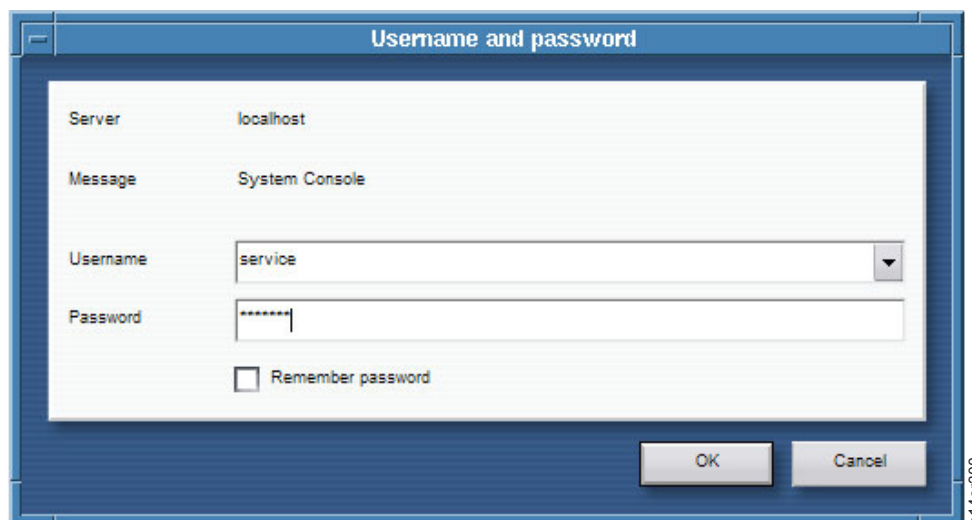 Username and password
Server localhost
Message System Console
Username service
Password *******
Remember password
OK Cancel